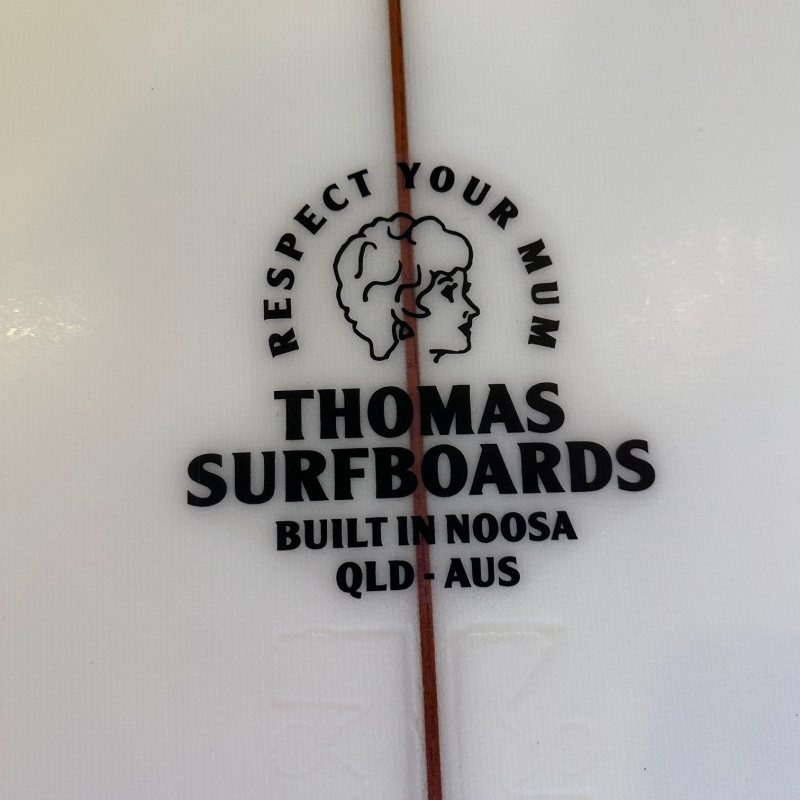 RESPECT YOUR MUM
THOMAS
SURFBOARDS
BUILT IN NOOSA
QLD - AUS